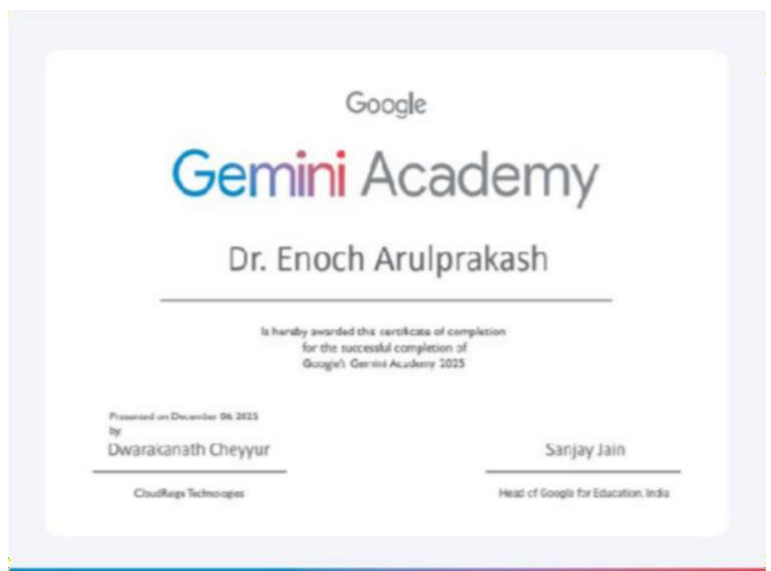 Google
Gemini Academy
Dr. Enoch Arulprakash
Is hereby awarded this certificate of completion
for the successful completion of
Google's Gemini Academy 2025
Presented on December 06, 2025
by
Dwarakanath Cheyyur
Sanjay Jain
Technologies
Head of Google for Education, India